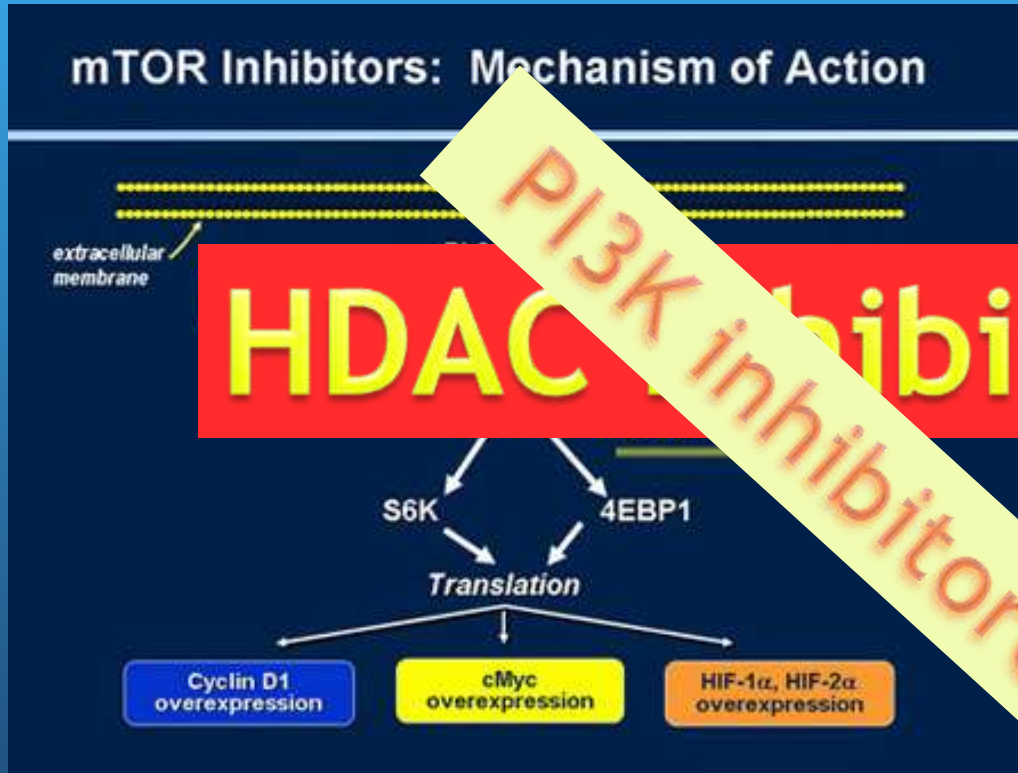 mTOR Inhibitors: Mechanism of Action
extracellular
membrane
HDAC
PI3K inhibitors
S6K
4EBP1
Translation
Cyclin D1
overexpression
cMyc
overexpression
HIF-1α, HIF-2α
overexpression